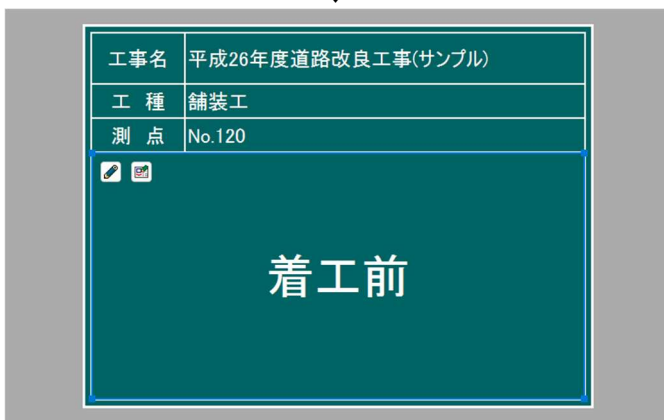 工事名 平成26年度道路改良工事(サンプル)
工 種 舗装工
測 点 No.120
着工前